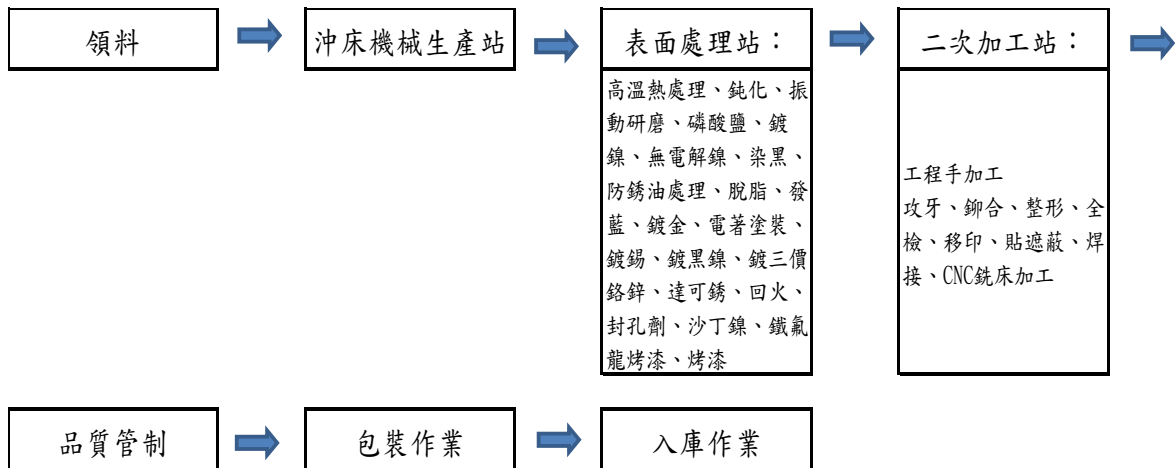 領料
沖床機械生產站
表面處理站：
高溫熱處理、鈍化、振
動研磨、磷酸鹽、鍍
鎳、無電解鎳、染黑、
防銹油處理、脫脂、發
藍、鍍金、電著塗裝、
鍍錫、鍍黑鎳、鍍三價
鉻鋅、達可銹、回火、
封孔劑、沙丁鎳、鐵氟
龍烤漆、烤漆
二次加工站：
工程手加工
攻牙、鉚合、整形、全
檢、移印、貼遮蔽、焊
接、CNC銑床加工
品質管制
包裝作業
入庫作業